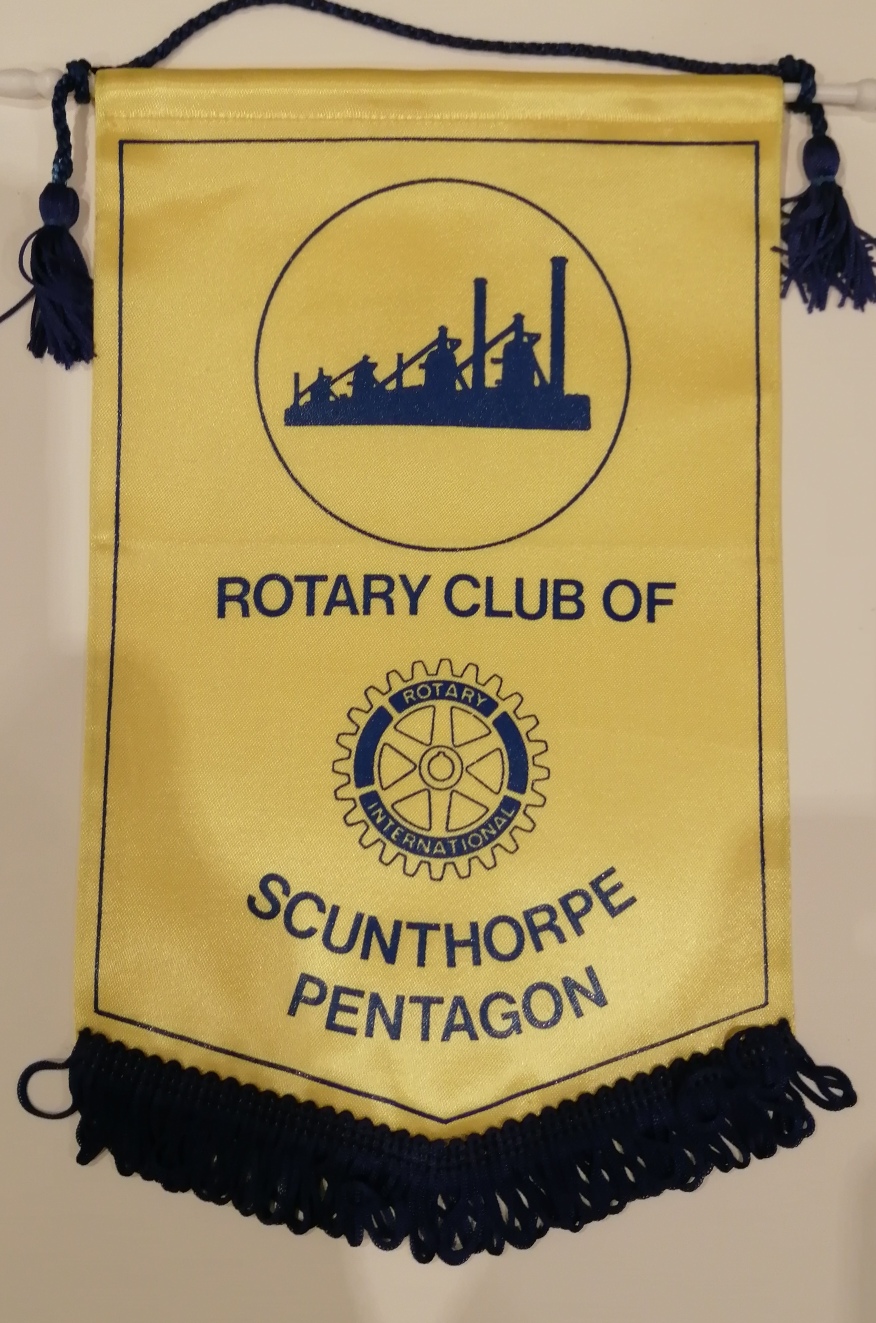 ROTARY CLUB OF
ROTARY
INTERNATIONAL
SCUNTHORPE
PENTAGON